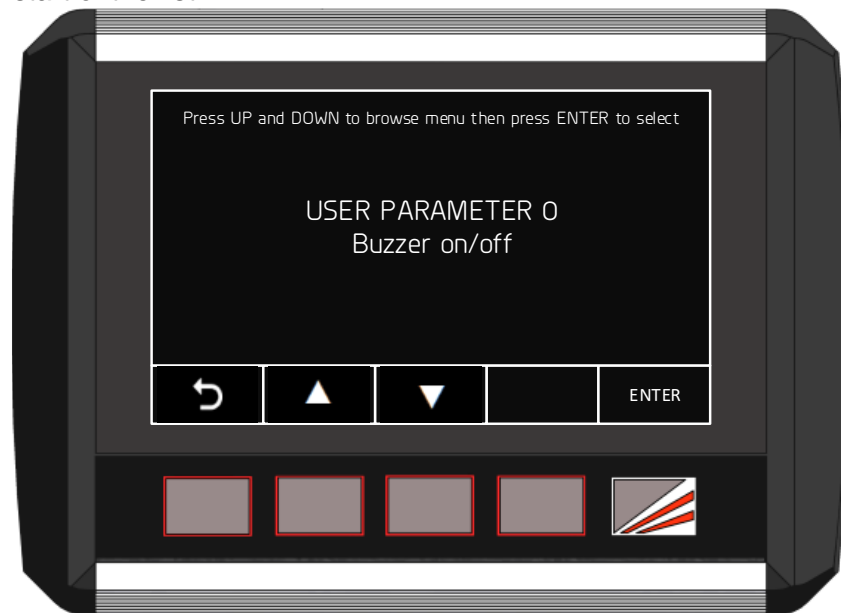 Press UP and DOWN to browse menu then press ENTER to select
USER PARAMETER 0
Buzzer on/off
ENTER